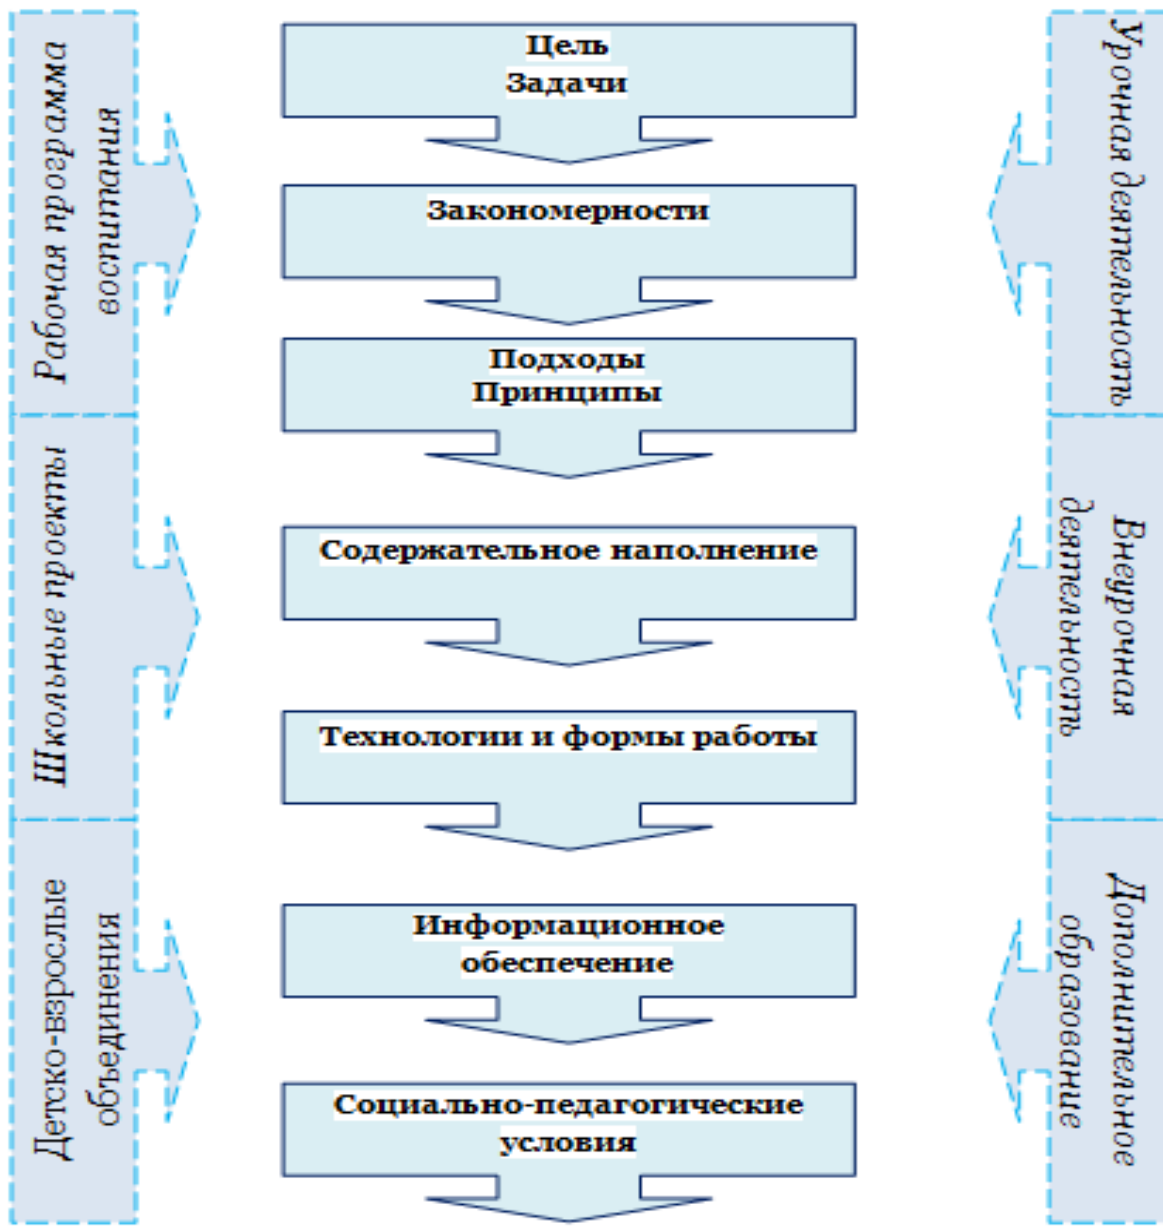 Рабочая программа
воспитания
Школьные проекты
Детско-взрослые
объединения
Цель
Задачи
Закономерности
Подходы
Принципы
Содержательное наполнение
Технологии и формы работы
Информационное
обеспечение
Социально-педагогические
условия
Урочная деятельность
Внеурочная
деятельность
Дополнительное
образование